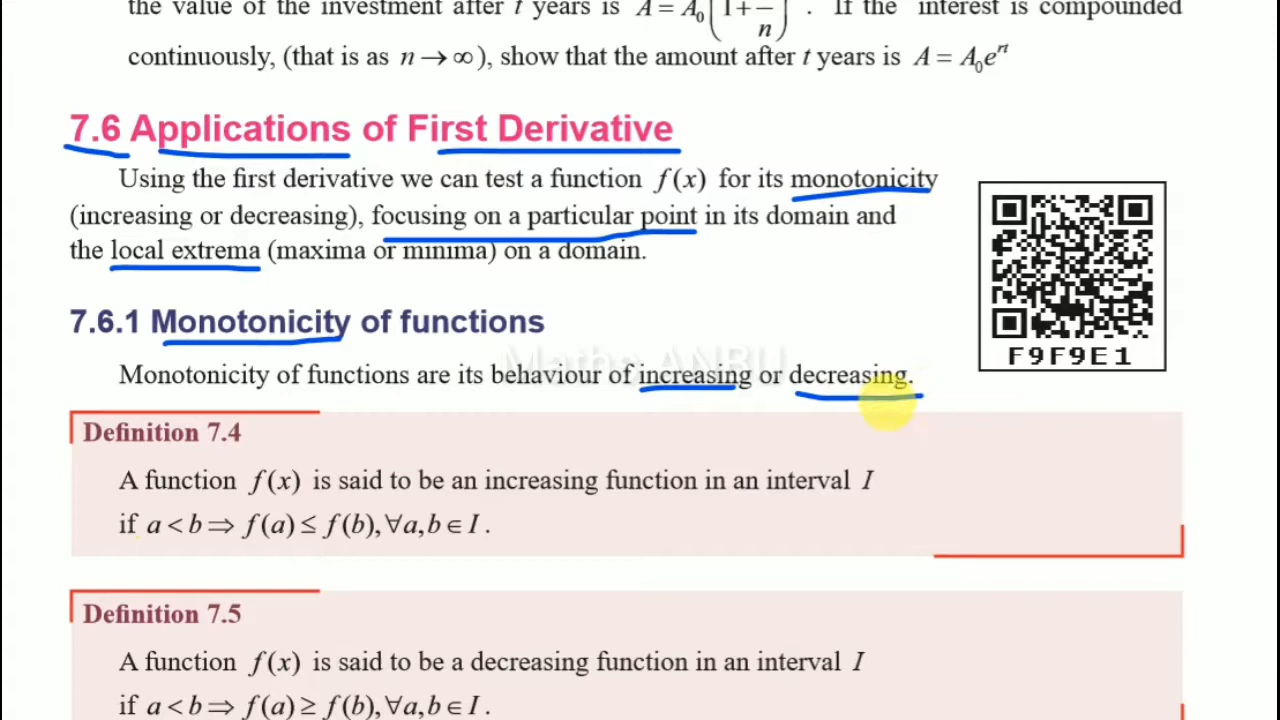 the value of the investment after t years is A = A₀(1 + r/n)ⁿᵗ. If the interest is compounded
continuously, (that is as n → ∞), show that the amount after t years is A = A₀eʳᵗ
7.6 Applications of First Derivative
Using the first derivative we can test a function f(x) for its monotonicity
(increasing or decreasing), focusing on a particular point in its domain and
the local extrema (maxima or minima) on a domain.
F9F9E1
7.6.1 Monotonicity of functions
Maths ANBU
Monotonicity of functions are its behaviour of increasing or decreasing.
Definition 7.4
A function f(x) is said to be an increasing function in an interval I
if a < b ⇒ f(a) ≤ f(b), ∀a, b ∈ I.
Definition 7.5
A function f(x) is said to be a decreasing function in an interval I
if a < b ⇒ f(a) ≥ f(b), ∀a, b ∈ I.